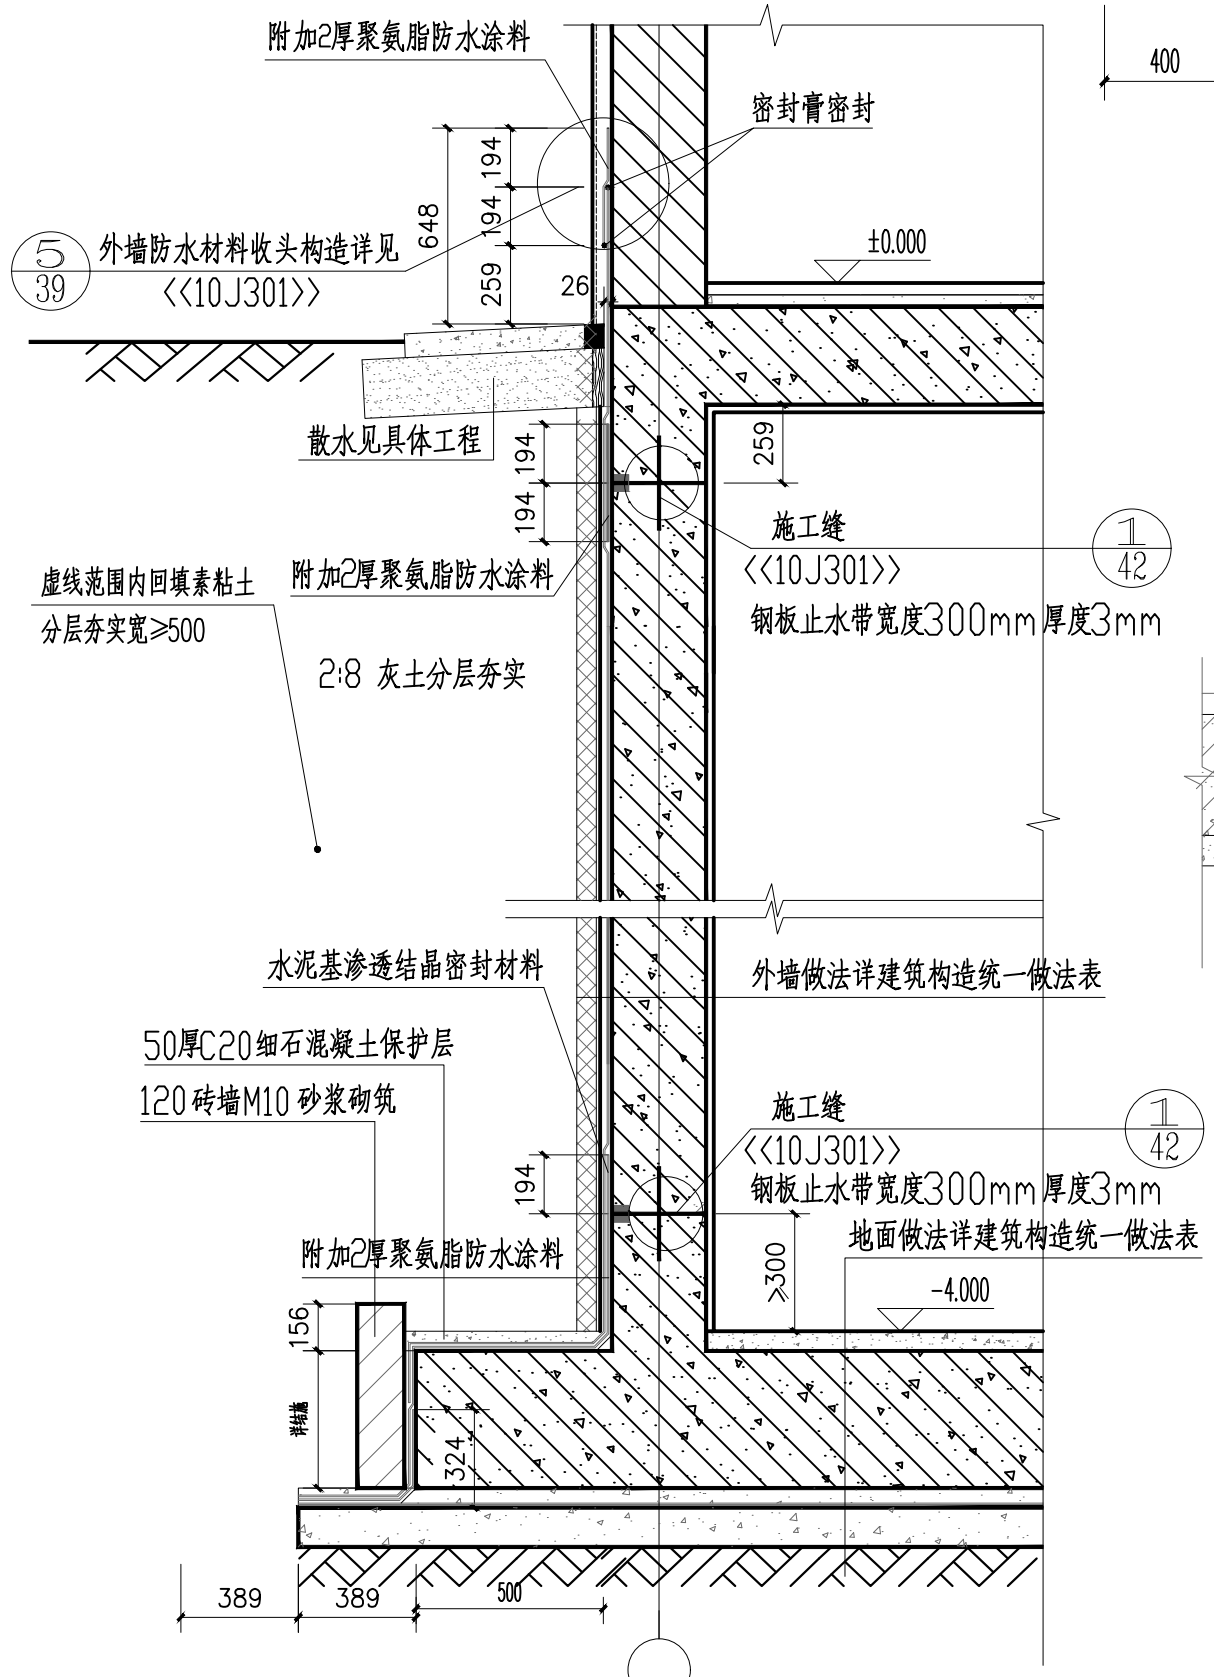 附加2厚聚氨脂防水涂料
400
密封膏密封
194
648
194
5
39
外墙防水材料收头构造详见
<<10J301>>
±0.000
259
26
散水见具体工程
194
259
194
施工缝
1
42
<<10J301>>
附加2厚聚氨脂防水涂料
钢板止水带宽度300mm厚度3mm
虚线范围内回填素粘土
分层夯实宽≥500
2:8 灰土分层夯实
水泥基渗透结晶密封材料
外墙做法详建筑构造统一做法表
50厚C20细石混凝土保护层
120砖墙M10砂浆砌筑
施工缝
1
42
<<10J301>>
194
钢板止水带宽度300mm厚度3mm
地面做法详建筑构造统一做法表
附加2厚聚氨脂防水涂料
≥300
-4.000
156
详结施
324
389
389
500